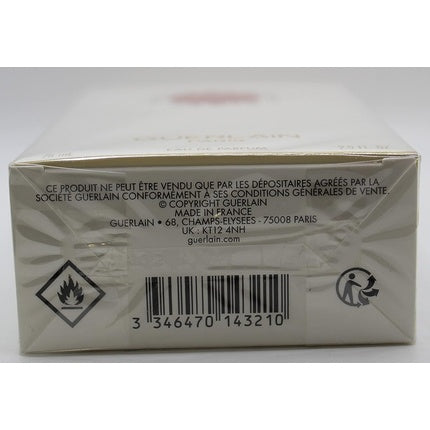 GUERLAIN
EAU DE PARFUM
CE PRODUIT NE PEUT ÊTRE VENDU QUE PAR LES DÉPOSITAIRES AGRÉÉS PAR LA
SOCIÉTÉ GUERLAIN CONFORMÉMENT À SES CONDITIONS GÉNÉRALES DE VENTE.
© COPYRIGHT GUERLAIN
MADE IN FRANCE
GUERLAIN • 68, CHAMPS-ELYSEES - 75008 PARIS
UK : KT12 4NH
guerlain.com
3 346470 143210